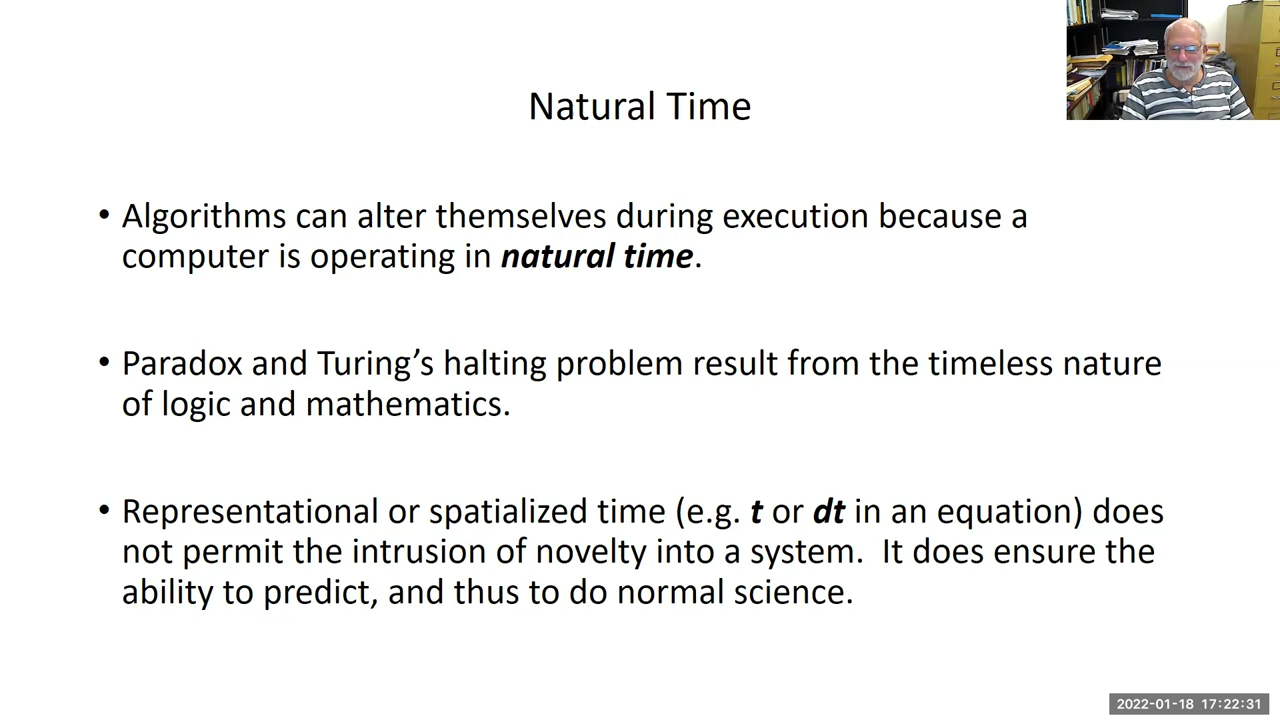 Natural Time
• Algorithms can alter themselves during execution because a
computer is operating in natural time.
• Paradox and Turing’s halting problem result from the timeless nature
of logic and mathematics.
• Representational or spatialized time (e.g. t or dt in an equation) does
not permit the intrusion of novelty into a system.  It does ensure the
ability to predict, and thus to do normal science.
2022-01-18  17:22:31